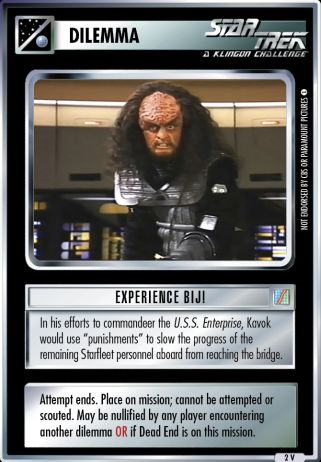 DILEMMA
STAR TREK
A KLINGON CHALLENGE
NOT ENDORSED BY CBS OR PARAMOUNT PICTURES
EXPERIENCE BIJ!
In his efforts to commandeer the U.S.S. Enterprise, Kavok
would use "punishments" to slow the progress of the
remaining Starfleet personnel aboard from reaching the bridge.
Attempt ends. Place on mission; cannot be attempted or
scouted. May be nullified by any player encountering
another dilemma OR if Dead End is on this mission.
2 V